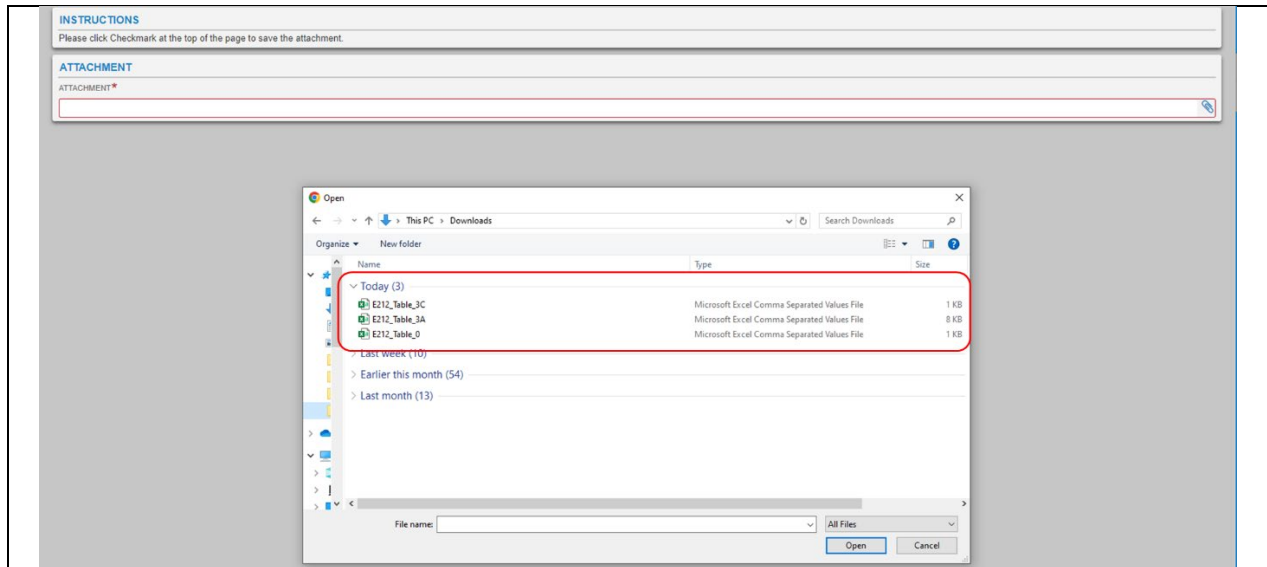 INSTRUCTIONS
Please click Checkmark at the top of the page to save the attachment.
ATTACHMENT
ATTACHMENT*
Open
This PC > Downloads
Search Downloads
Organize
New folder
Name Type Size
Today (3)
E212_Table_3C Microsoft Excel Comma Separated Values File 1 KB
E212_Table_3A Microsoft Excel Comma Separated Values File 8 KB
E212_Table_0 Microsoft Excel Comma Separated Values File 1 KB
Last week (10)
Earlier this month (54)
Last month (13)
File name:
All Files
Open Cancel